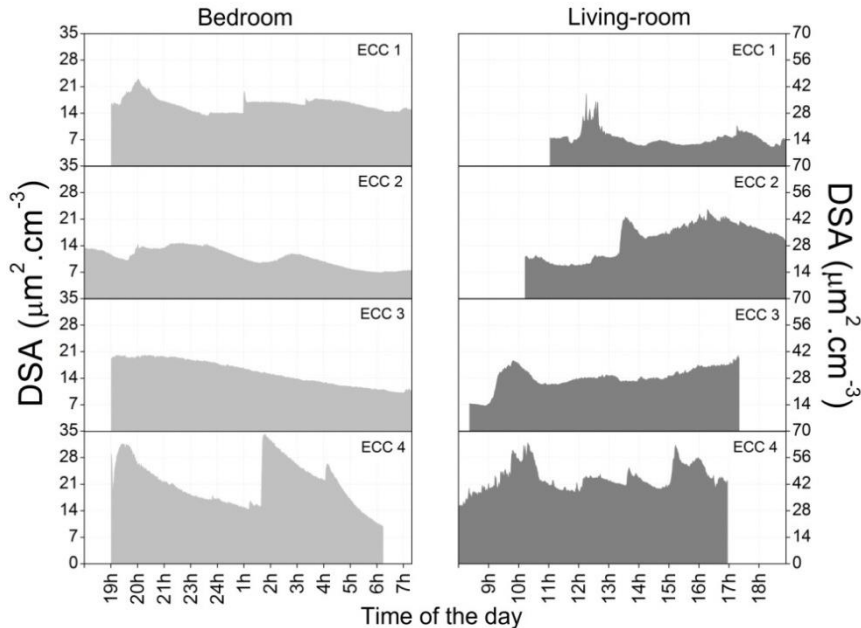 Bedroom
Living-room
35
28
21
14
7
ECC 1
35
28
21
14
7
ECC 2
35
28
21
14
7
ECC 3
35
28
21
14
7
0
ECC 4
DSA (μm².cm⁻³)
19h 20h 21h 22h 23h 24h 1h 2h 3h 4h 5h 6h 7h
ECC 1
70
56
42
28
14
ECC 2
70
56
42
28
14
ECC 3
70
56
42
28
14
ECC 4
70
56
42
28
14
0
DSA (μm².cm⁻³)
9h 10h 11h 12h 13h 14h 15h 16h 17h 18h
Time of the day